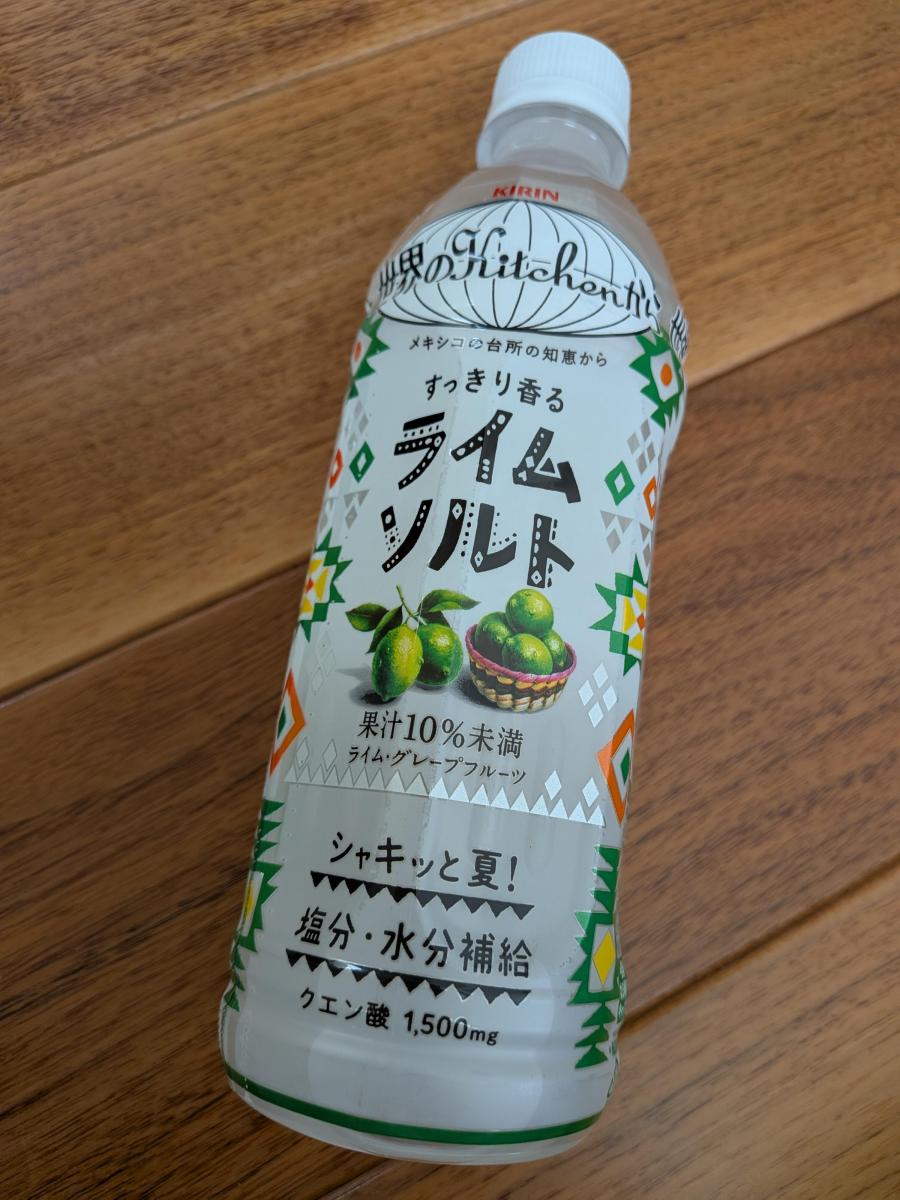 KIRIN
世界のKitchenから
メキシコの台所の知恵から
すっきり香る
ライム
ソルト
果汁10%未満
ライム・グレープフルーツ
シャキッと夏!
塩分・水分補給
クエン酸 1,500mg